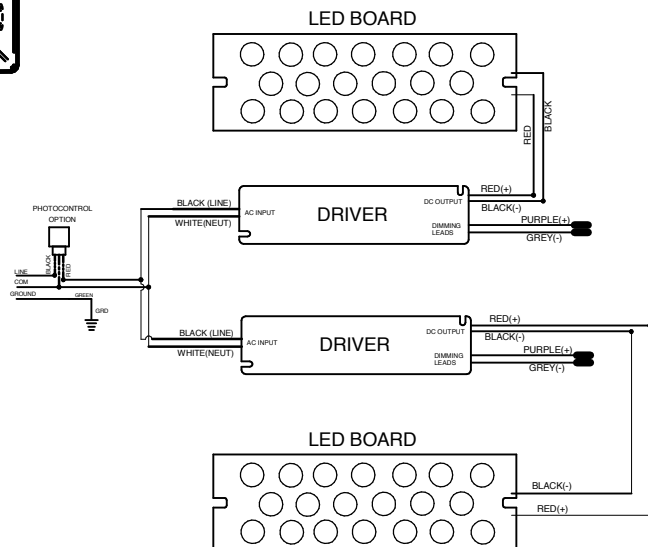 LED BOARD
RED
BLACK
RED(+)
BLACK(-)
BLACK (LINE)
WHITE(NEUT)
AC INPUT
DRIVER
DC OUTPUT
DIMMING
LEADS
PURPLE(+)
GREY(-)
PHOTOCONTROL
OPTION
BLACK
RED
LINE
COM
GROUND
GREEN
GRD
BLACK (LINE)
WHITE(NEUT)
AC INPUT
DRIVER
DC OUTPUT
DIMMING
LEADS
RED(+)
BLACK(-)
PURPLE(+)
GREY(-)
LED BOARD
BLACK(-)
RED(+)